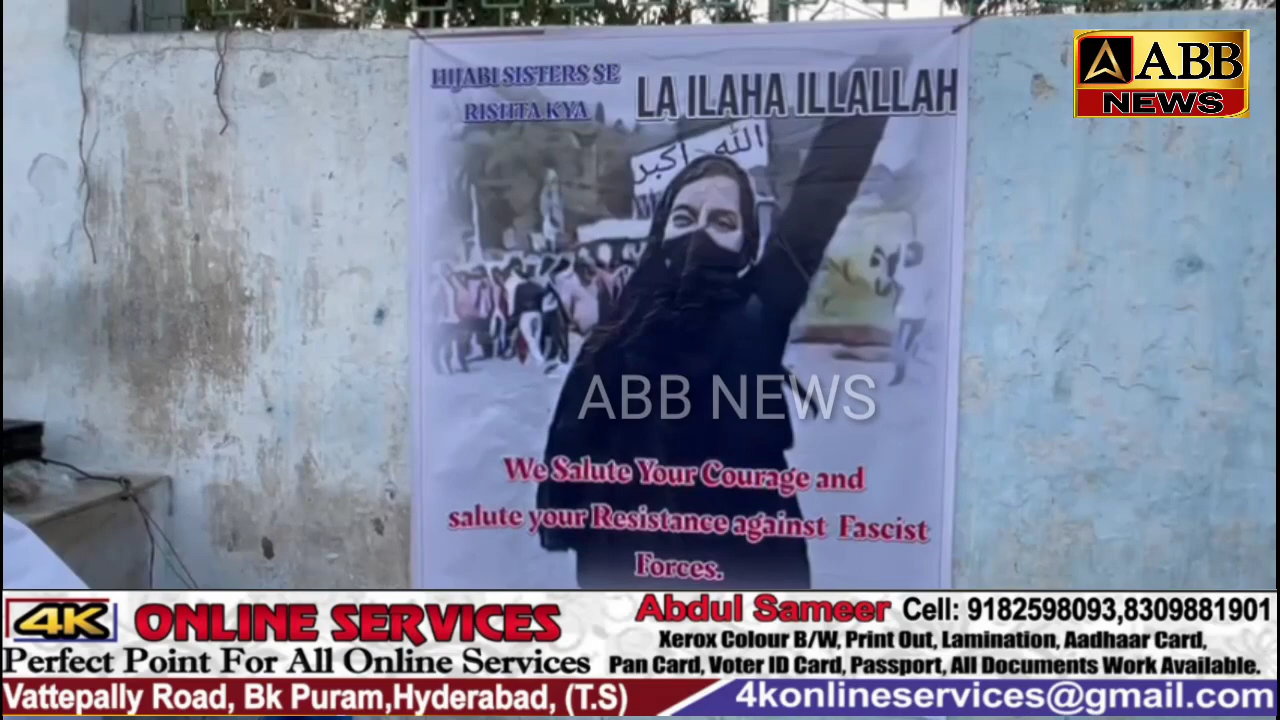 HIJABI SISTERS SE
RISHTA KYA
LA ILAHA ILLALLAH
الله اكبر
ABB
NEWS
ABB NEWS
We Salute Your Courage and
salute your Resistance against Fascist
Forces.
4K ONLINE SERVICES
Perfect Point For All Online Services
Abdul Sameer Cell: 9182598093,8309881901
Xerox Colour B/W, Print Out, Lamination, Aadhaar Card,
Pan Card, Voter ID Card, Passport, All Documents Work Available.
Vattepally Road, Bk Puram,Hyderabad, (T.S)
4konlineservices@gmail.com